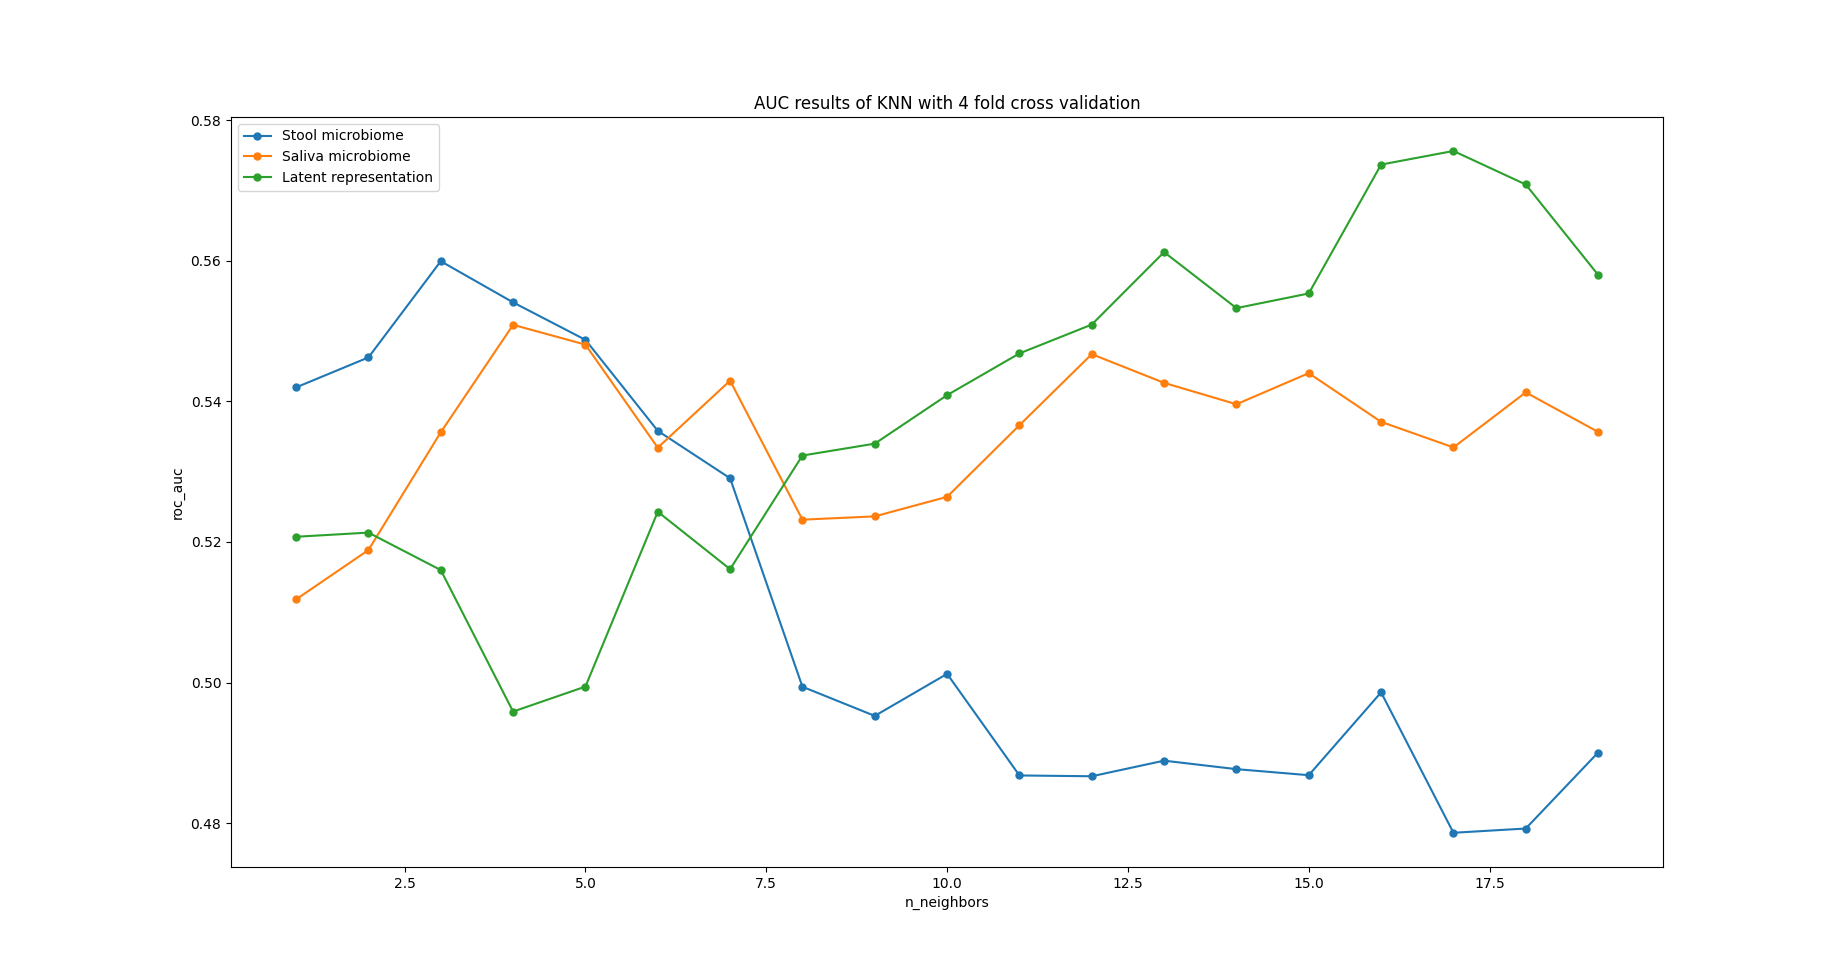 AUC results of KNN with 4 fold cross validation
Stool microbiome
Saliva microbiome
Latent representation
0.58
0.56
0.54
0.52
0.50
0.48
roc_auc
2.5 5.0 7.5 10.0 12.5 15.0 17.5
n_neighbors